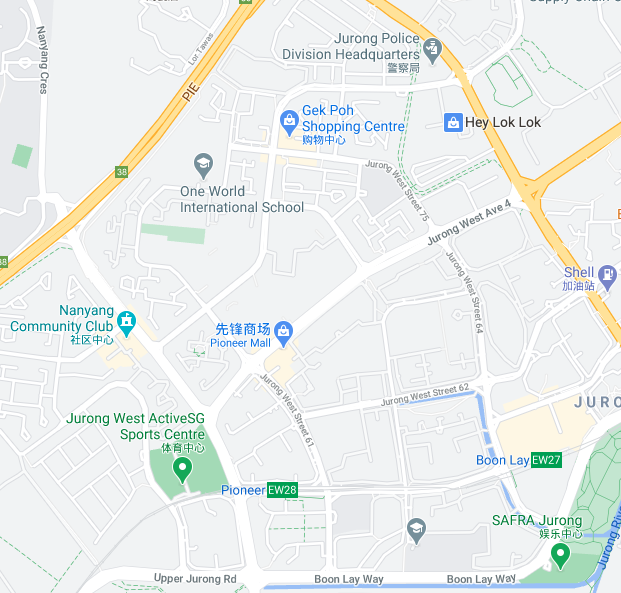 Supply Chain C
Jurong Police
Division Headquarters
警察局
Nanyang Cres
Lor Tawas
PIE
Gek Poh
Shopping Centre
购物中心
Hey Lok Lok
38
One World
International School
Jurong West Street 75
Jurong West Ave 4
38
Jurong West Street 64
Shell
加油站
Nanyang
Community Club
社区中心
先锋商场
Pioneer Mall
Jurong West Street 62
JURO
Jurong West Street 61
Jurong West ActiveSG
Sports Centre
体育中心
Boon Lay EW27
Pioneer EW28
SAFRA Jurong
娱乐中心
Jurong Rive
Upper Jurong Rd
Boon Lay Way
Boon Lay Way